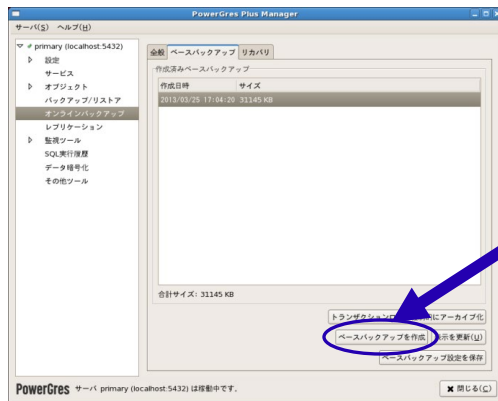 PowerGres Plus Manager
サーバ(S) ヘルプ(H)
primary (localhost:5432)
設定
サービス
オブジェクト
バックアップ/リストア
オンラインバックアップ
レプリケーション
監視ツール
SQL実行履歴
データ暗号化
その他ツール
全般 ベースバックアップ リカバリ
作成済みベースバックアップ
作成日時 サイズ
2013/03/25 17:04:20 31145 KB
合計サイズ: 31145 KB
トランザクション にアーカイブ化
ベースバックアップを作成 示を更新(U)
ベースバックアップ設定を保存
PowerGres サーバ primary (localhost:5432) は稼動中です。
閉じる(C)